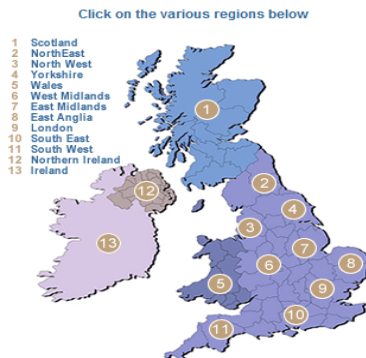 Click on the various regions below
1 Scotland
2 NorthEast
3 North West
4 Yorkshire
5 Wales
6 West Midlands
7 East Midlands
8 East Anglia
9 London
10 South East
11 South West
12 Northern Ireland
13 Ireland
1
2
12
4
3
13
7
6
8
5
9
10
11